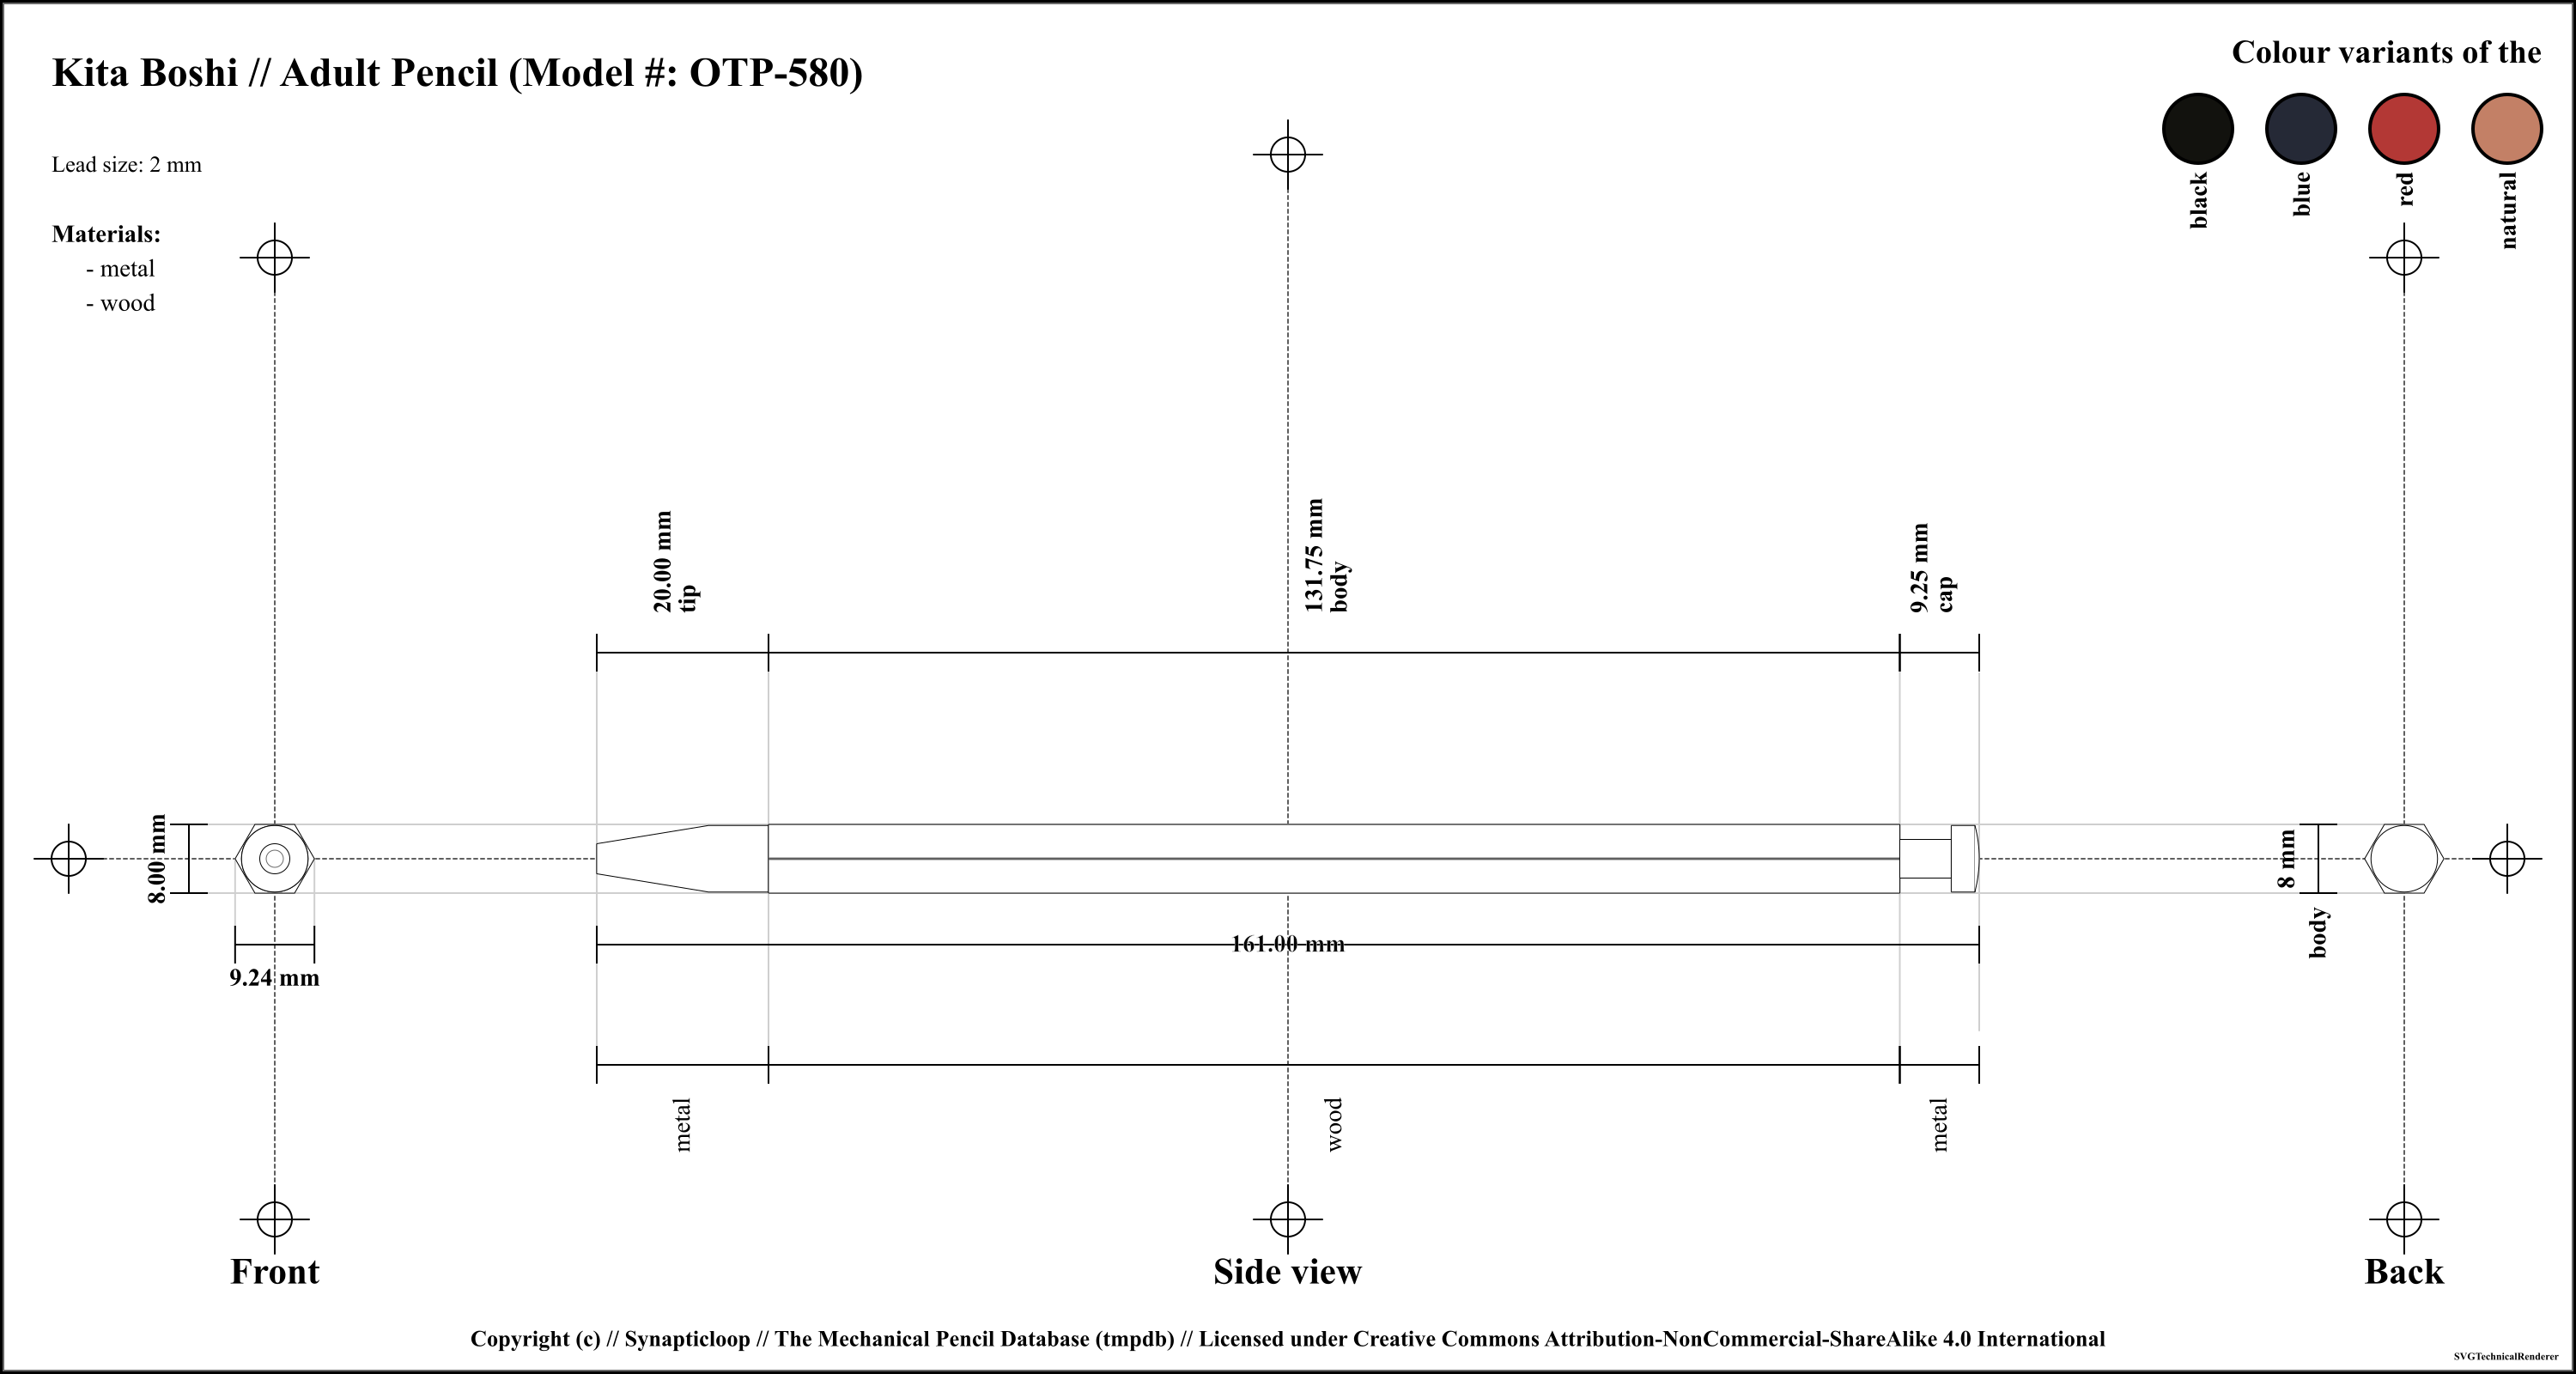 Kita Boshi // Adult Pencil (Model #: OTP-580)
Colour variants of the
black
blue
red
natural
Lead size: 2 mm
Materials:
- metal
- wood
20.00 mm
tip
131.75 mm
body
9.25 mm
cap
8.00 mm
8 mm
body
161.00 mm
9.24 mm
metal
wood
metal
Front
Side view
Back
Copyright (c) // Synapticloop // The Mechanical Pencil Database (tmpdb) // Licensed under Creative Commons Attribution-NonCommercial-ShareAlike 4.0 International
SVGTechnicalRenderer